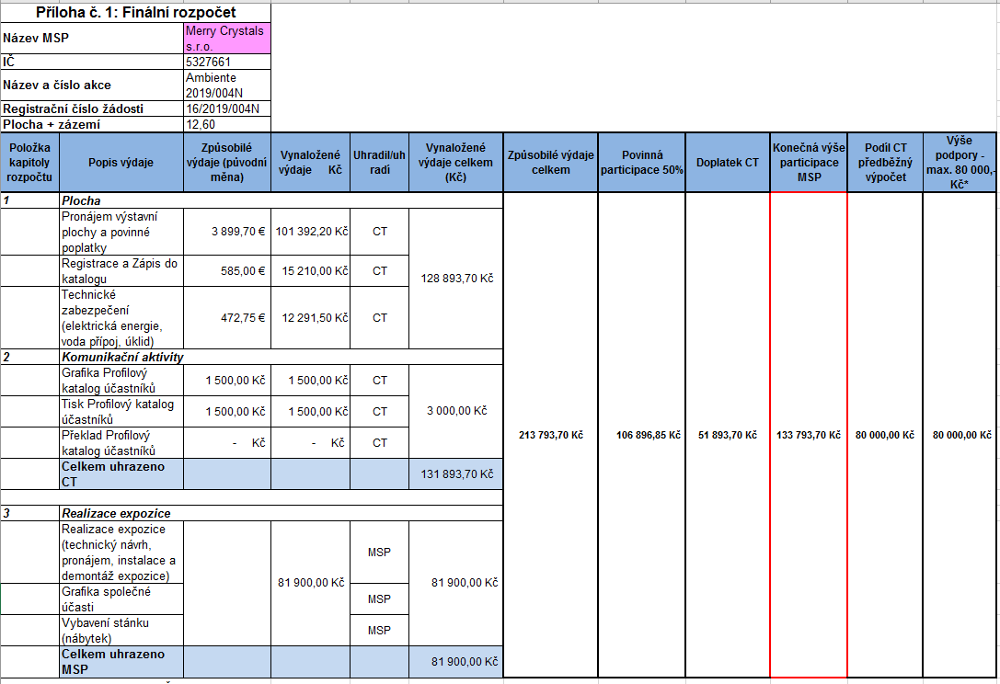 Příloha č. 1: Finální rozpočet
Název MSP
Merry Crystals
s.r.o.
IČ
5327661
Název a číslo akce
Ambiente
2019/004N
Registrační číslo žádosti
16/2019/004N
Plocha + zázemí
12,60
Položka
kapitoly
rozpočtu
Popis výdaje
Způsobilé
výdaje (původní
měna)
Vynaložené
výdaje Kč
Uhradil/uh
radí
Vynaložené
výdaje celkem
(Kč)
Způsobilé výdaje
celkem
Povinná
participace 50%
Doplatek CT
Konečná výše
participace
MSP
Podíl CT
předběžný
výpočet
Výše
podpory -
max. 80 000,-
Kč*
1 Plocha
Pronájem výstavní
plochy a povinné
poplatky
3 899,70 € 101 392,20 Kč CT
Registrace a Zápis do
katalogu
585,00 € 15 210,00 Kč CT
128 893,70 Kč
Technické
zabezpečení
(elektrická energie,
voda přípoj, úklid)
472,75 € 12 291,50 Kč CT
2 Komunikační aktivity
Grafika Profilový
katalog účastníků
1 500,00 Kč 1 500,00 Kč CT
Tisk Profilový katalog
účastníků
1 500,00 Kč 1 500,00 Kč CT
3 000,00 Kč
Překlad Profilový
katalog účastníků
- Kč - Kč CT
213 793,70 Kč 106 896,85 Kč 51 893,70 Kč 133 793,70 Kč 80 000,00 Kč 80 000,00 Kč
Celkem uhrazeno
CT
131 893,70 Kč
3 Realizace expozice
Realizace expozice
(technický návrh,
pronájem, instalace a
demontáž expozice)
MSP
81 900,00 Kč
81 900,00 Kč
Grafika společné
účasti
MSP
Vybavení stánku
(nábytek)
MSP
Celkem uhrazeno
MSP
81 900,00 Kč